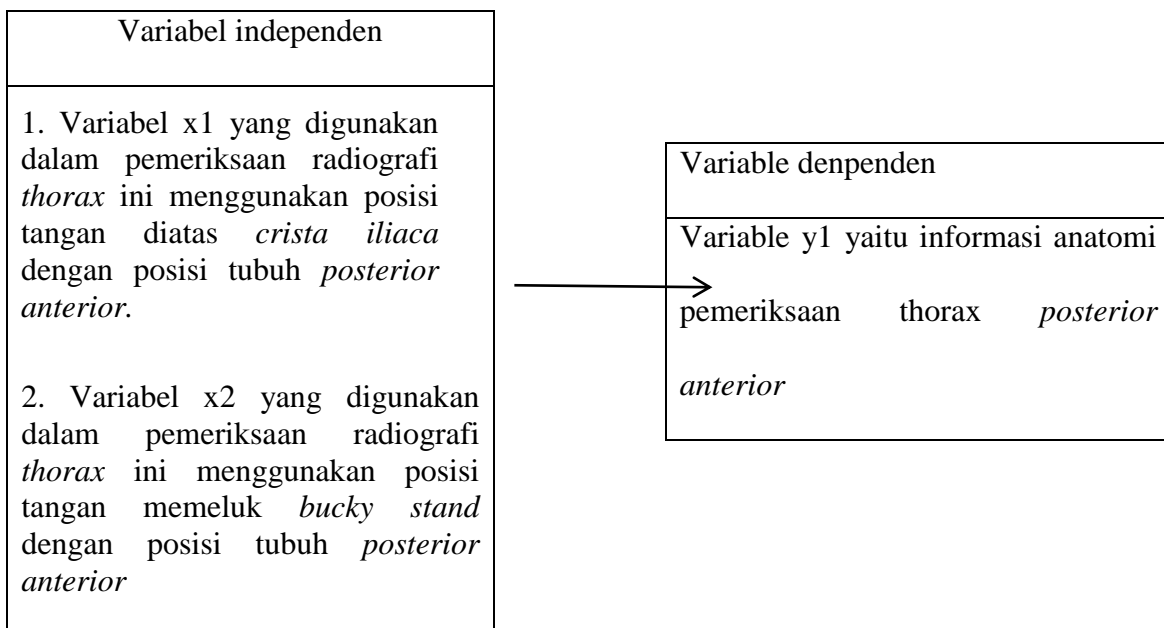 Variabel independen
1. Variabel x1 yang digunakan
dalam pemeriksaan radiografi
thorax ini menggunakan posisi
tangan diatas crista iliaca
dengan posisi tubuh posterior
anterior.
2. Variabel x2 yang digunakan
dalam pemeriksaan radiografi
thorax ini menggunakan posisi
tangan memeluk bucky stand
dengan posisi tubuh posterior
anterior
Variable denpenden
Variable y1 yaitu informasi anatomi
pemeriksaan thorax posterior
anterior